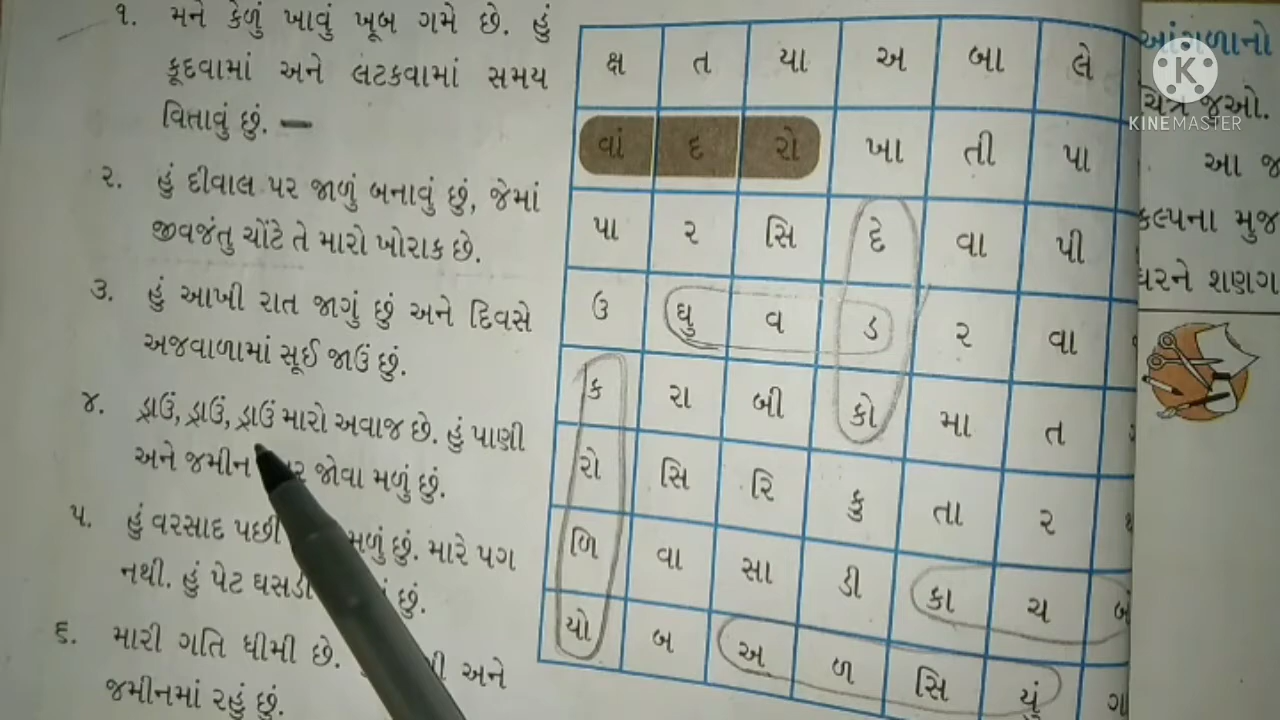 ૧. મને કેળું ખાવું ખૂબ ગમે છે. હું
કૂદવામાં અને લટકવામાં સમય
વિતાવું છું.
૨. હું દીવાલ પર જાળું બનાવું છું, જેમાં
જીવજંતુ ચોંટે તે મારો ખોરાક છે.
૩. હું આખી રાત જાગું છું અને દિવસે
અજવાળામાં સૂઈ જાઉં છું.
૪. ડ્રાઉં, ડ્રાઉં, ડ્રાઉં મારો અવાજ છે. હું પાણી
અને જમીન પર જોવા મળું છું.
૫. હું વરસાદ પછી મળું છું. મારે પગ
નથી. હું પેટ છું.
૬. મારી ગતિ ધીમી છે. અને
જમીનમાં રહું છું.
ક્ષ ત યા અ બા લે
વાં દ રો ખા તી પા
પા ર સિ દે વા પી
ઉ ઘુ વ ડ ર વા
ક રા બી કો મા ત
રો સિ રિ કુ તા ર
ળિ વા સા ડી કા ચ બો
યો બ અ ળ સિ યું ગ
આંગળાનો
ચિત્ર જુઓ.
આ
કલ્પના મુજ
ઘરને શણગ
K
KINEMASTER